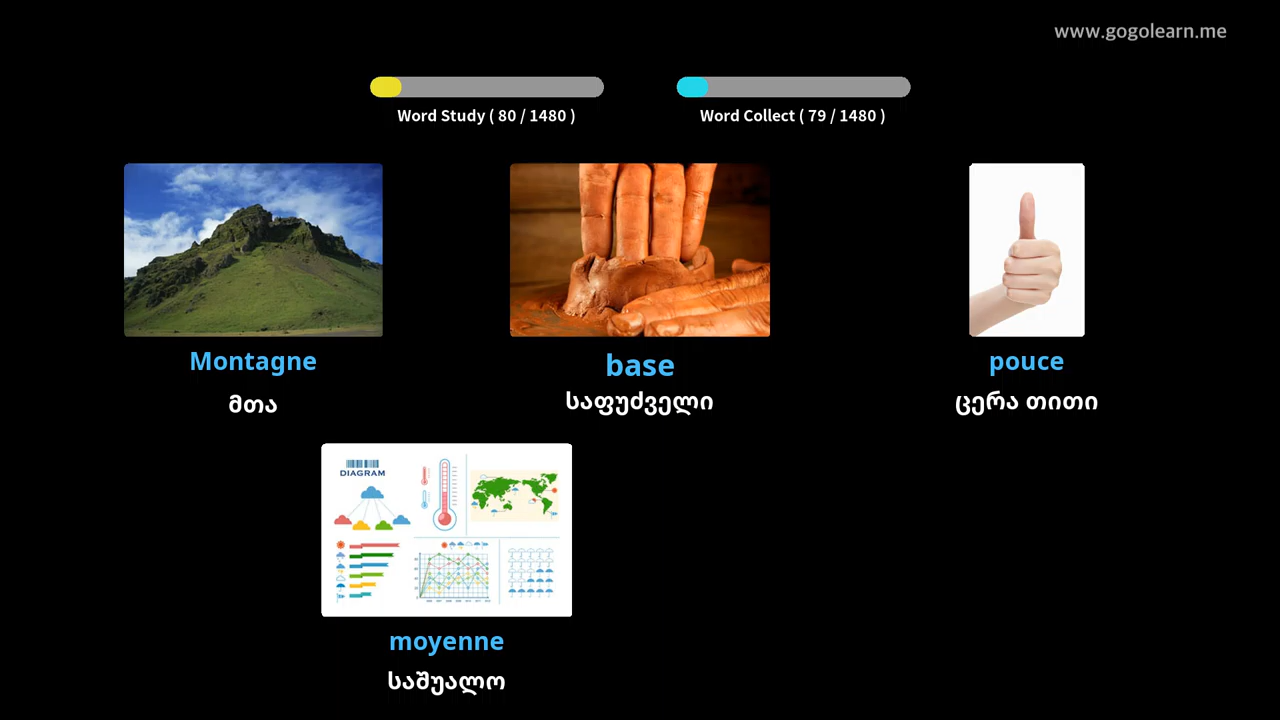 www.gogolearn.me
Word Study ( 80 / 1480 )
Word Collect ( 79 / 1480 )
Montagne
base
pouce
მთა
საფუძველი
ცერა თითი
DIAGRAM
moyenne
საშუალო